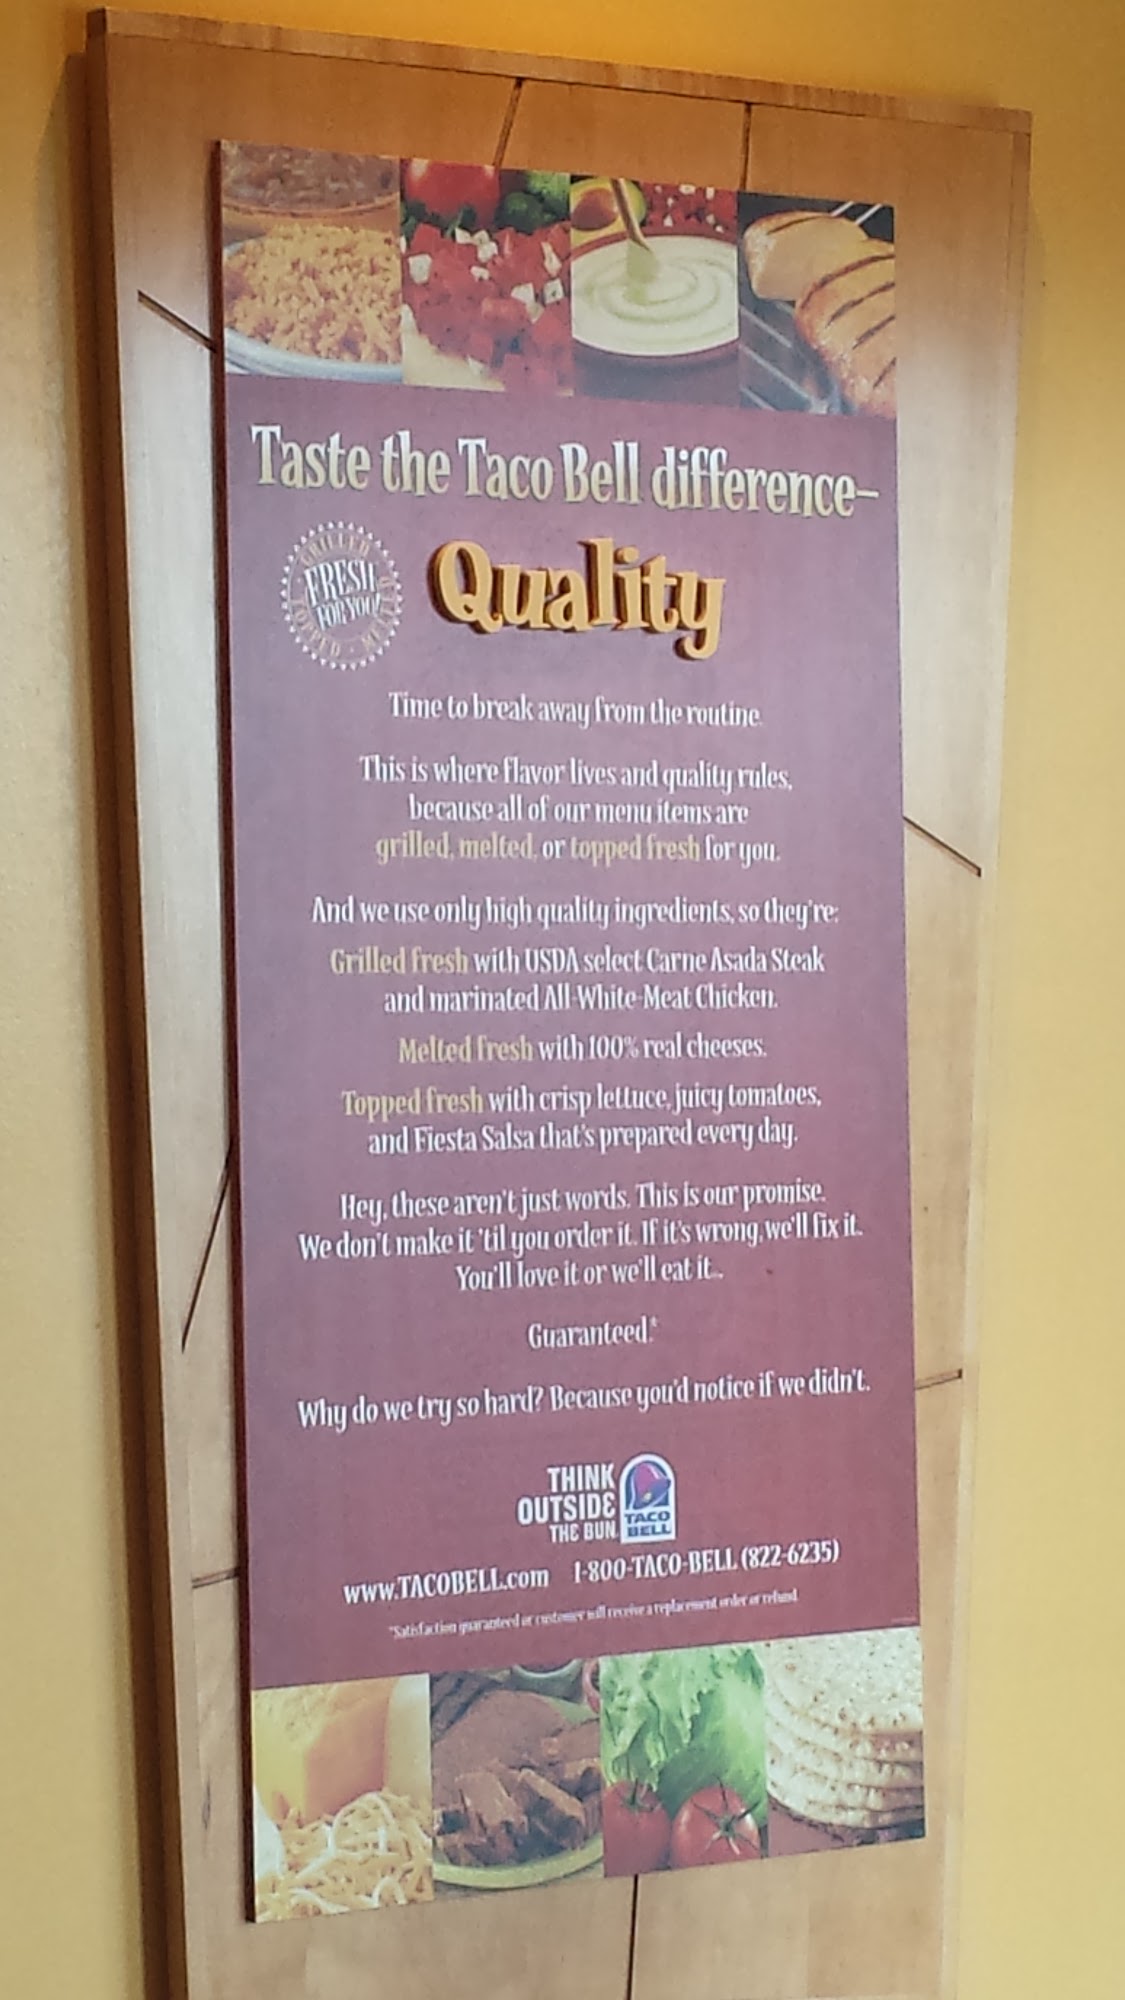 Taste the Taco Bell difference–
GRILLED
FRESH
FOR YOU!
TOPPED · MELTED
Quality
Time to break away from the routine.
This is where flavor lives and quality rules,
because all of our menu items are
grilled, melted, or topped fresh for you.
And we use only high quality ingredients, so they're:
Grilled fresh with USDA select Carne Asada Steak
and marinated All-White-Meat Chicken.
Melted fresh with 100% real cheeses.
Topped fresh with crisp lettuce, juicy tomatoes,
and Fiesta Salsa that's prepared every day.
Hey, these aren't just words. This is our promise.
We don't make it 'til you order it. If it's wrong, we'll fix it.
You'll love it or we'll eat it..
Guaranteed.*
Why do we try so hard? Because you'd notice if we didn't.
THINK
OUTSIDE
THE BUN.
TACO
BELL
www.TACOBELL.com 1-800-TACO-BELL (822-6235)
*Satisfaction guaranteed or customer will receive a replacement order or refund.